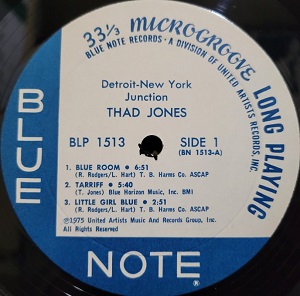 33 1/3 MICROGROOVE LONG PLAYING
BLUE NOTE RECORDS • A DIVISION OF UNITED ARTISTS RECORDS, INC.
Detroit-New York
Junction
THAD JONES
BLP 1513 SIDE 1
(BN 1513-A)
1. BLUE ROOM • 6:51
(R. Rodgers/L. Hart) T. B. Harms Co. ASCAP
2. TARRIFF • 5:40
(T. Jones) Blue Horizon Music, Inc. BMI
3. LITTLE GIRL BLUE • 2:51
(R. Rodgers/L. Hart) T. B. Harms Co. ASCAP
©1975 United Artists Music and Records Group, Inc.
All Rights Reserved
BLUE
NOTE®